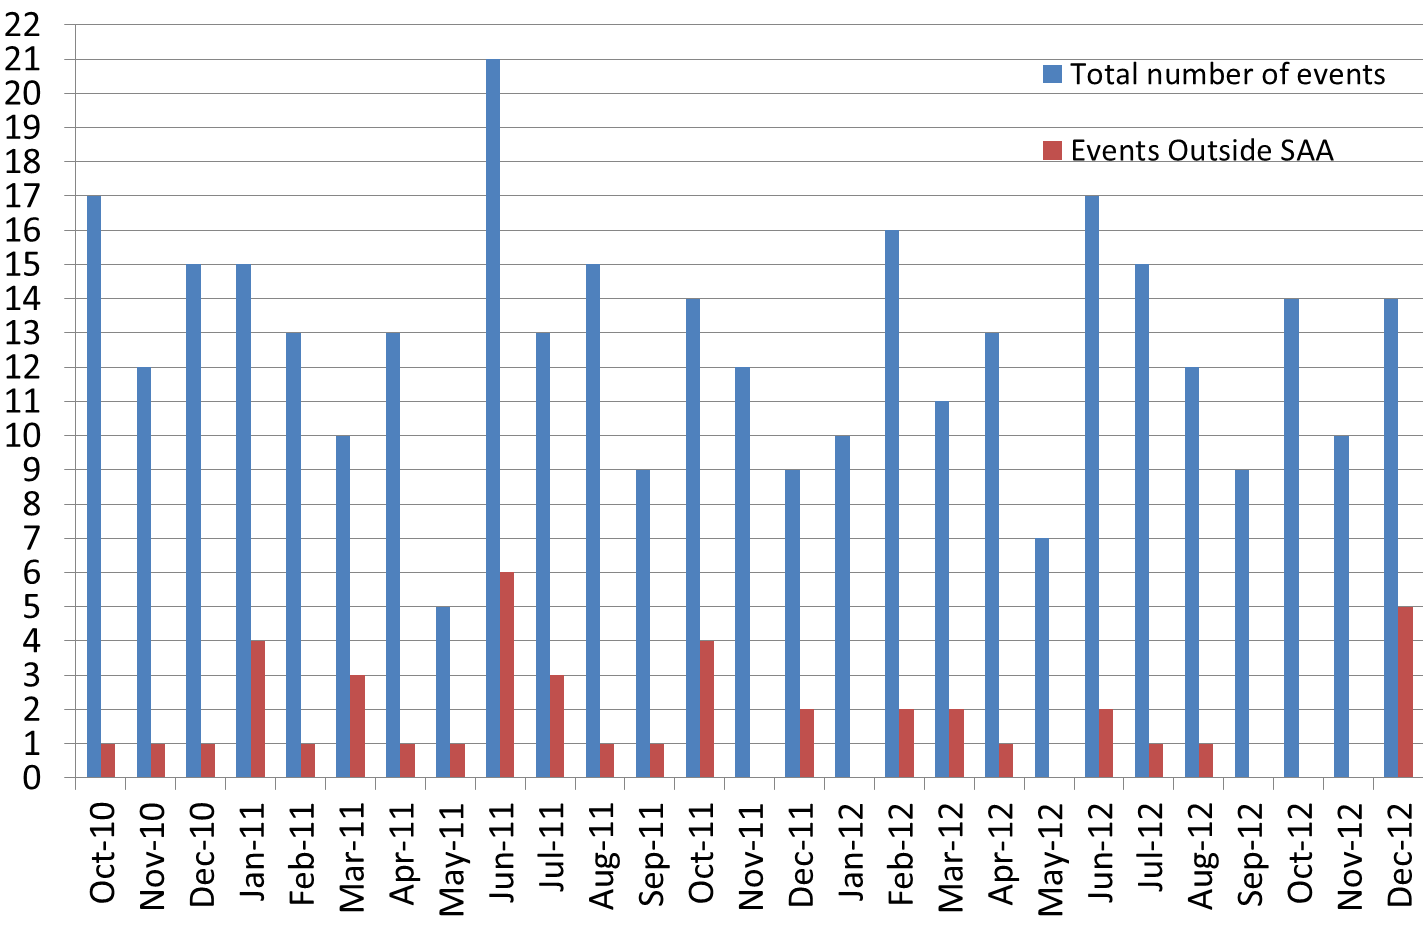 22
21
20
19
18
17
16
15
14
13
12
11
10
9
8
7
6
5
4
3
2
1
0
Total number of events
Events Outside SAA
Oct-10
Nov-10
Dec-10
Jan-11
Feb-11
Mar-11
Apr-11
May-11
Jun-11
Jul-11
Aug-11
Sep-11
Oct-11
Nov-11
Dec-11
Jan-12
Feb-12
Mar-12
Apr-12
May-12
Jun-12
Jul-12
Aug-12
Sep-12
Oct-12
Nov-12
Dec-12